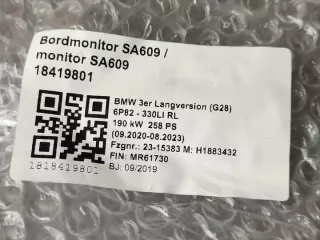 Bordmonitor SA609 /
monitor SA609
18419801
BMW 3er Langversion (G28)
6P82 - 330LI RL
190 kW 258 PS
(09.2020-08.2023)
Fzgnr.: 23-15383 M: H1883432
FIN: MR61730
BJ: 09/2019
1818419801